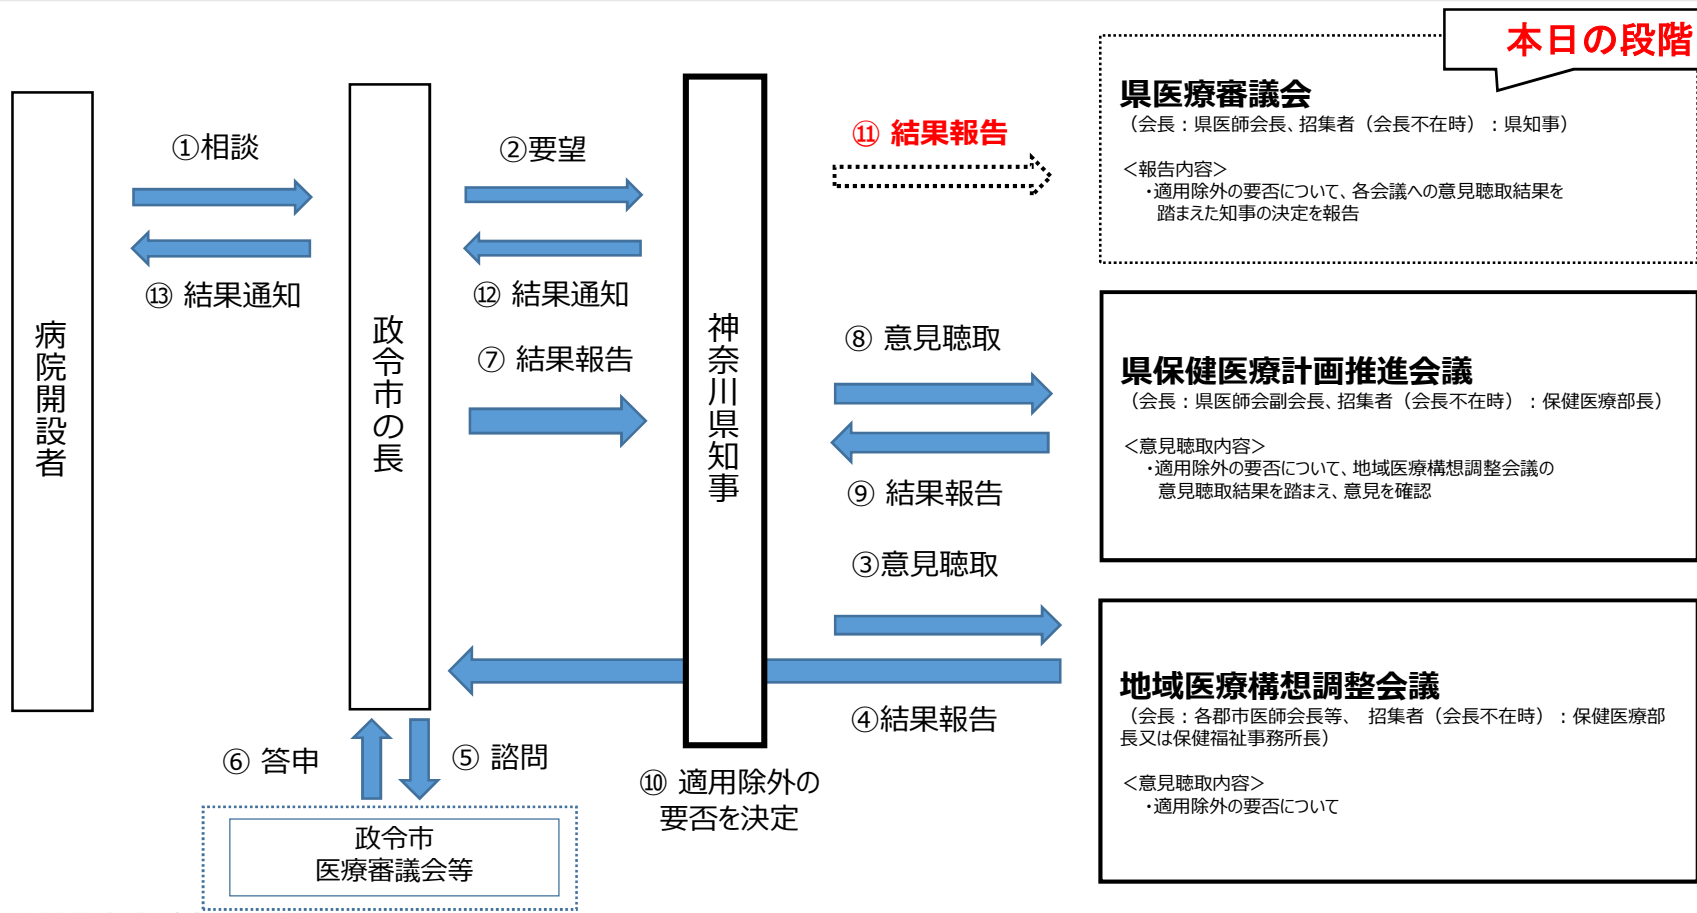 本日の段階
県医療審議会
（会長：県医師会長、招集者（会長不在時）：県知事）
＜報告内容＞
・適用除外の要否について、各会議への意見聴取結果を
踏まえた知事の決定を報告
①相談
②要望
⑪ 結果報告
⑬ 結果通知
⑫ 結果通知
⑦ 結果報告
⑧ 意見聴取
⑨ 結果報告
③意見聴取
④結果報告
病院開設者
政令市の長
神奈川県知事
県保健医療計画推進会議
（会長：県医師会副会長、招集者（会長不在時）：保健医療部長）
＜意見聴取内容＞
・適用除外の要否について、地域医療構想調整会議の
意見聴取結果を踏まえ、意見を確認
地域医療構想調整会議
（会長：各郡市医師会長等、 招集者（会長不在時）：保健医療部
長又は保健福祉事務所長）
＜意見聴取内容＞
・適用除外の要否について
⑥ 答申
⑤ 諮問
⑩ 適用除外の
要否を決定
政令市
医療審議会等